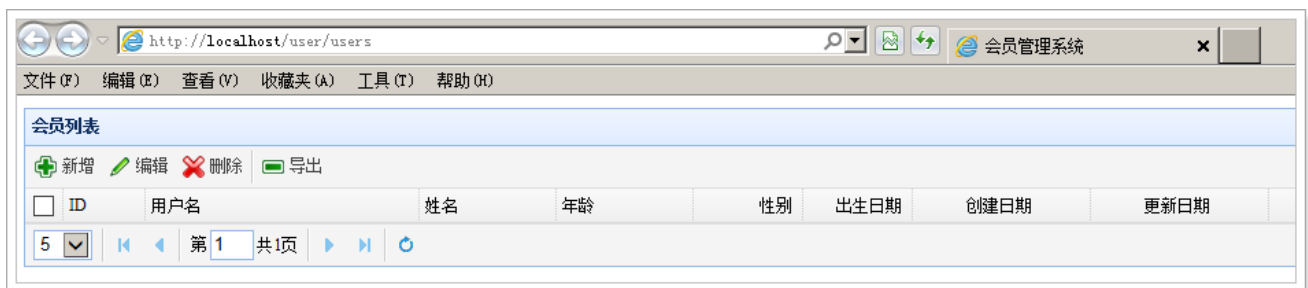 http://localhost/user/users 会员管理系统
文件(F) 编辑(E) 查看(V) 收藏夹(A) 工具(T) 帮助(H)
会员列表
新增 编辑 删除 导出
ID 用户名 姓名 年龄 性别 出生日期 创建日期 更新日期
5 第 1 共1页